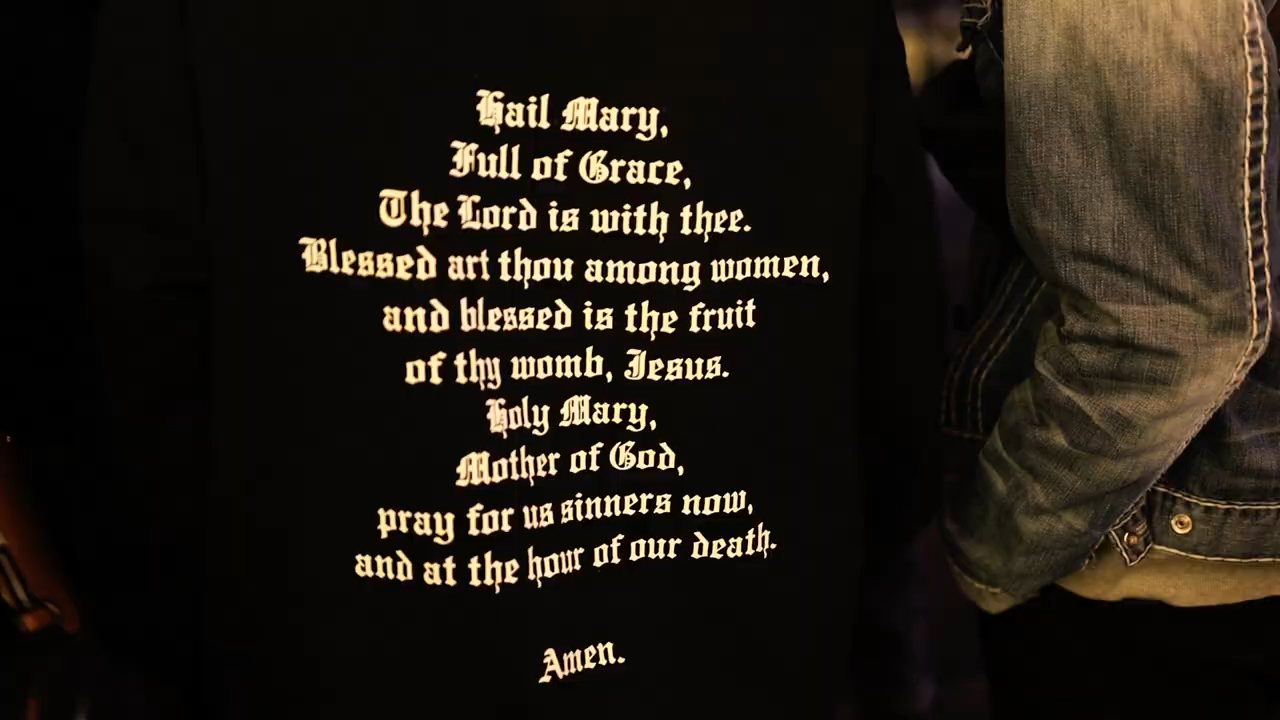 Hail Mary,
Full of Grace,
The Lord is with thee.
Blessed art thou among women,
and blessed is the fruit
of thy womb, Jesus.
Holy Mary,
Mother of God,
pray for us sinners now,
and at the hour of our death.
Amen.